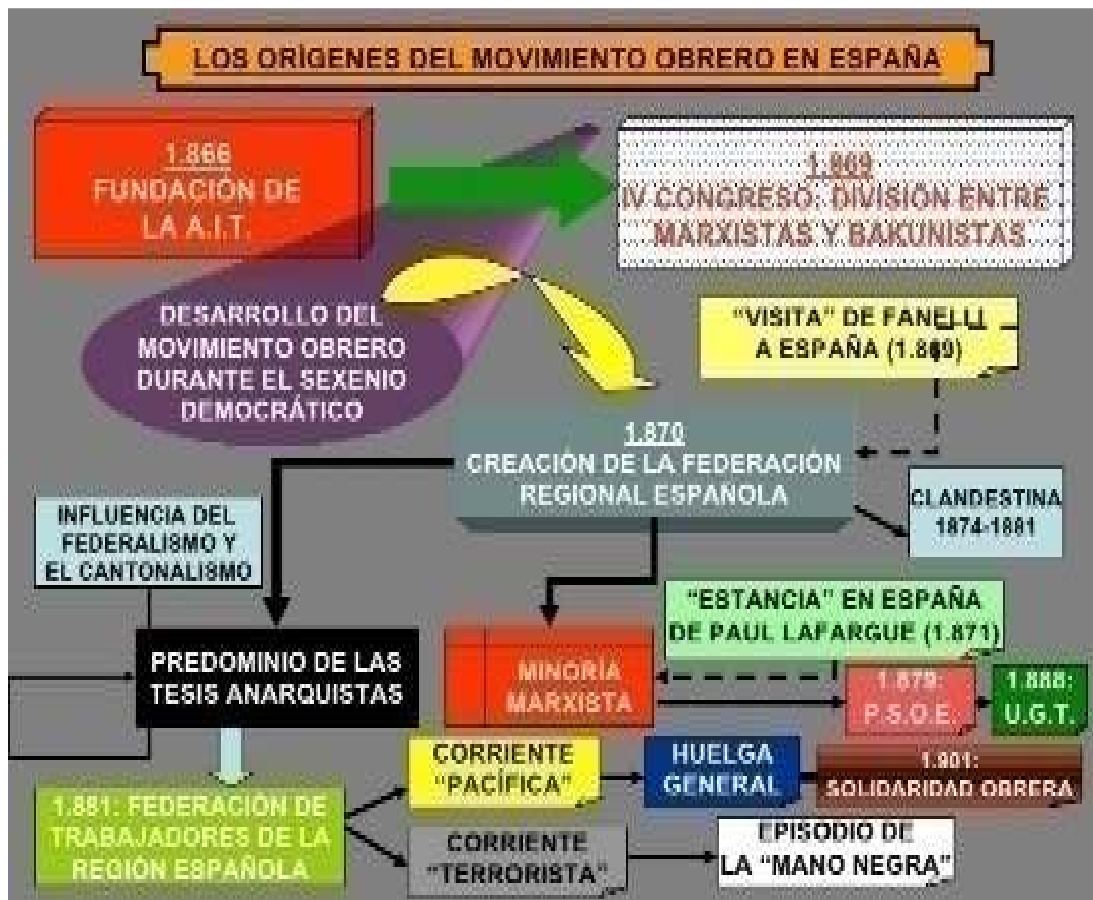 LOS ORÍGENES DEL MOVIMIENTO OBRERO EN ESPAÑA
1.866
FUNDACIÓN DE
LA A.I.T.
1.869
IV CONGRESO: DIVISIÓN ENTRE
MARXISTAS Y BAKUNISTAS
DESARROLLO DEL
MOVIMIENTO OBRERO
DURANTE EL SEXENIO
DEMOCRÁTICO
"VISITA" DE FANELLI
A ESPAÑA (1.869)
1.870
CREACIÓN DE LA FEDERACIÓN
REGIONAL ESPAÑOLA
CLANDESTINA
1874-1881
INFLUENCIA DEL
FEDERALISMO Y
EL CANTONALISMO
"ESTANCIA" EN ESPAÑA
DE PAUL LAFARGUE (1.871)
PREDOMINIO DE LAS
TESIS ANARQUISTAS
MINORÍA
MARXISTA
1.879:
P.S.O.E.
1.888:
U.G.T.
CORRIENTE
"PACÍFICA"
HUELGA
GENERAL
1.901:
SOLIDARIDAD OBRERA
1.881: FEDERACIÓN DE
TRABAJADORES DE LA
REGIÓN ESPAÑOLA
CORRIENTE
"TERRORISTA"
EPISODIO DE
LA "MANO NEGRA"